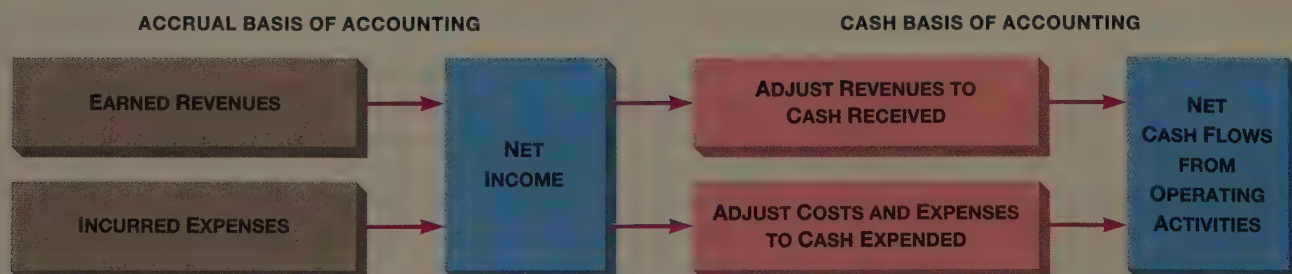 ACCRUAL BASIS OF ACCOUNTING
CASH BASIS OF ACCOUNTING
EARNED REVENUES
INCURRED EXPENSES
NET
INCOME
ADJUST REVENUES TO
CASH RECEIVED
ADJUST COSTS AND EXPENSES
TO CASH EXPENDED
NET
CASH FLOWS
FROM
OPERATING
ACTIVITIES